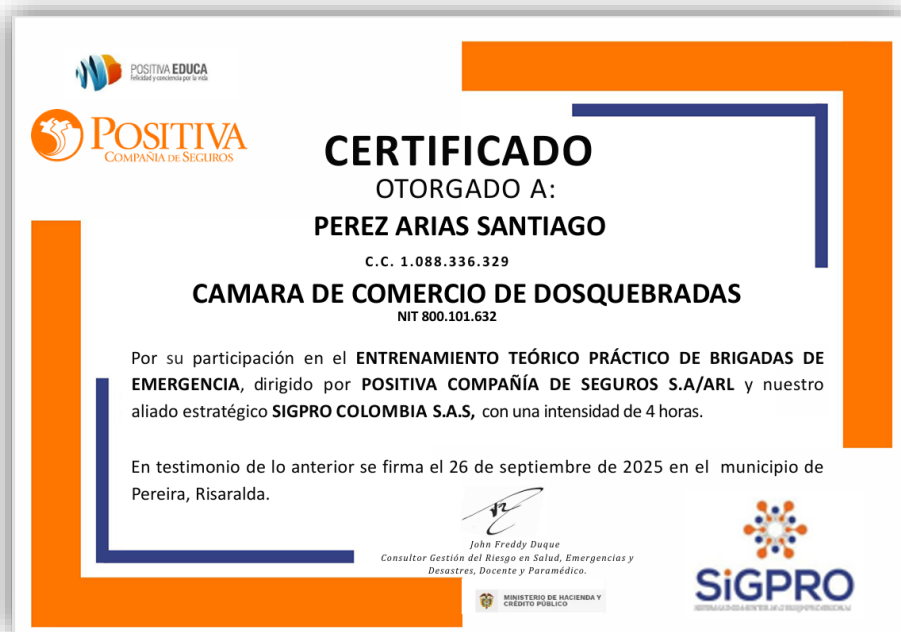 POSITIVA EDUCA
Felicidad y conciencia por la vida
POSITIVA
COMPAÑIA DE SEGUROS
CERTIFICADO
OTORGADO A:
PEREZ ARIAS SANTIAGO
C.C. 1.088.336.329
CAMARA DE COMERCIO DE DOSQUEBRADAS
NIT 800.101.632
Por su participación en el ENTRENAMIENTO TEÓRICO PRÁCTICO DE BRIGADAS DE
EMERGENCIA, dirigido por POSITIVA COMPAÑÍA DE SEGUROS S.A/ARL y nuestro
aliado estratégico SIGPRO COLOMBIA S.A.S, con una intensidad de 4 horas.
En testimonio de lo anterior se firma el 26 de septiembre de 2025 en el municipio de
Pereira, Risaralda.
John Freddy Duque
Consultor Gestión del Riesgo en Salud, Emergencias y
Desastres, Docente y Paramédico.
MINISTERIO DE HACIENDA Y
CRÉDITO PÚBLICO
SiGPRO